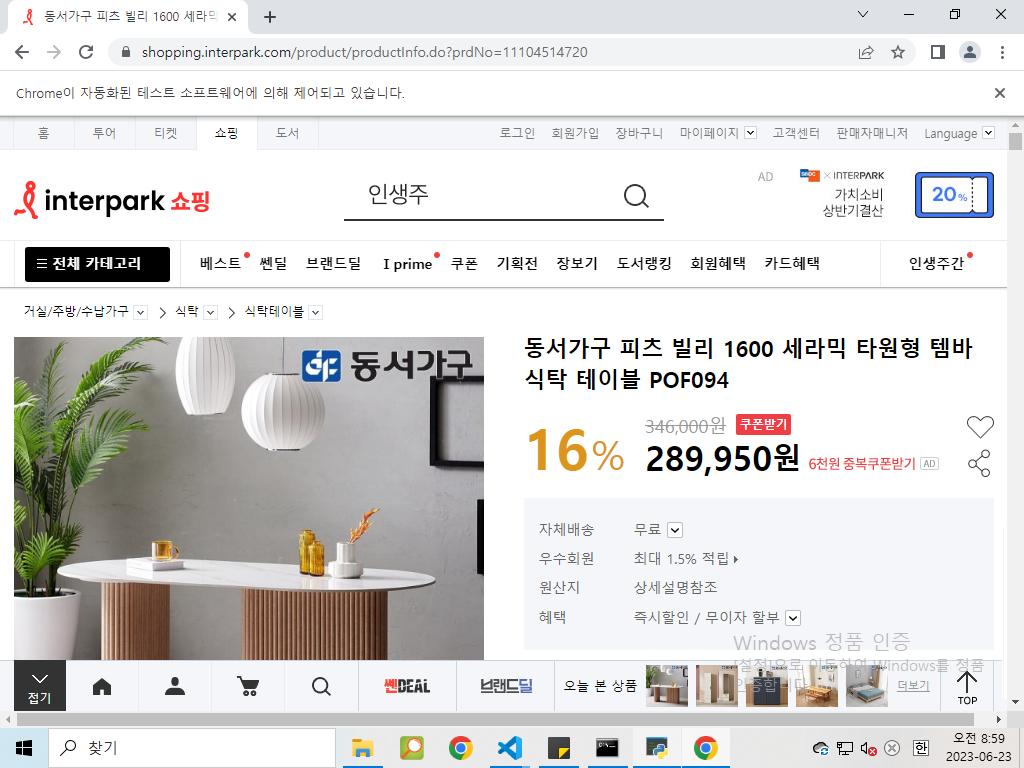 동서가구 피츠 빌리 1600 세라믹
shopping.interpark.com/product/productInfo.do?prdNo=11104514720
Chrome이 자동화된 테스트 소프트웨어에 의해 제어되고 있습니다.
홈 투어 티켓 쇼핑 도서 로그인 회원가입 장바구니 마이페이지 고객센터 판매자매니저 Language
interpark 쇼핑
인생주
AD
× INTERPARK
가치소비
상반기결산
20%
전체 카테고리 베스트 쎈딜 브랜드딜 I prime 쿠폰 기획전 장보기 도서랭킹 회원혜택 카드혜택 인생주간
거실/주방/수납가구 식탁 식탁테이블
동서가구
동서가구 피츠 빌리 1600 세라믹 타원형 템바
식탁 테이블 POF094
16%
346,000원 쿠폰받기
289,950원 6천원 중복쿠폰받기 AD
자체배송 무료
우수회원 최대 1.5% 적립
원산지 상세설명참조
혜택 즉시할인 / 무이자 할부
Windows 정품 인증
[설정]으로 이동하여 Windows를 정품
인증합니다.
접기
쎈DEAL
브랜드딜
오늘 본 상품
더보기
TOP
찾기
한
오전 8:59
2023-06-23